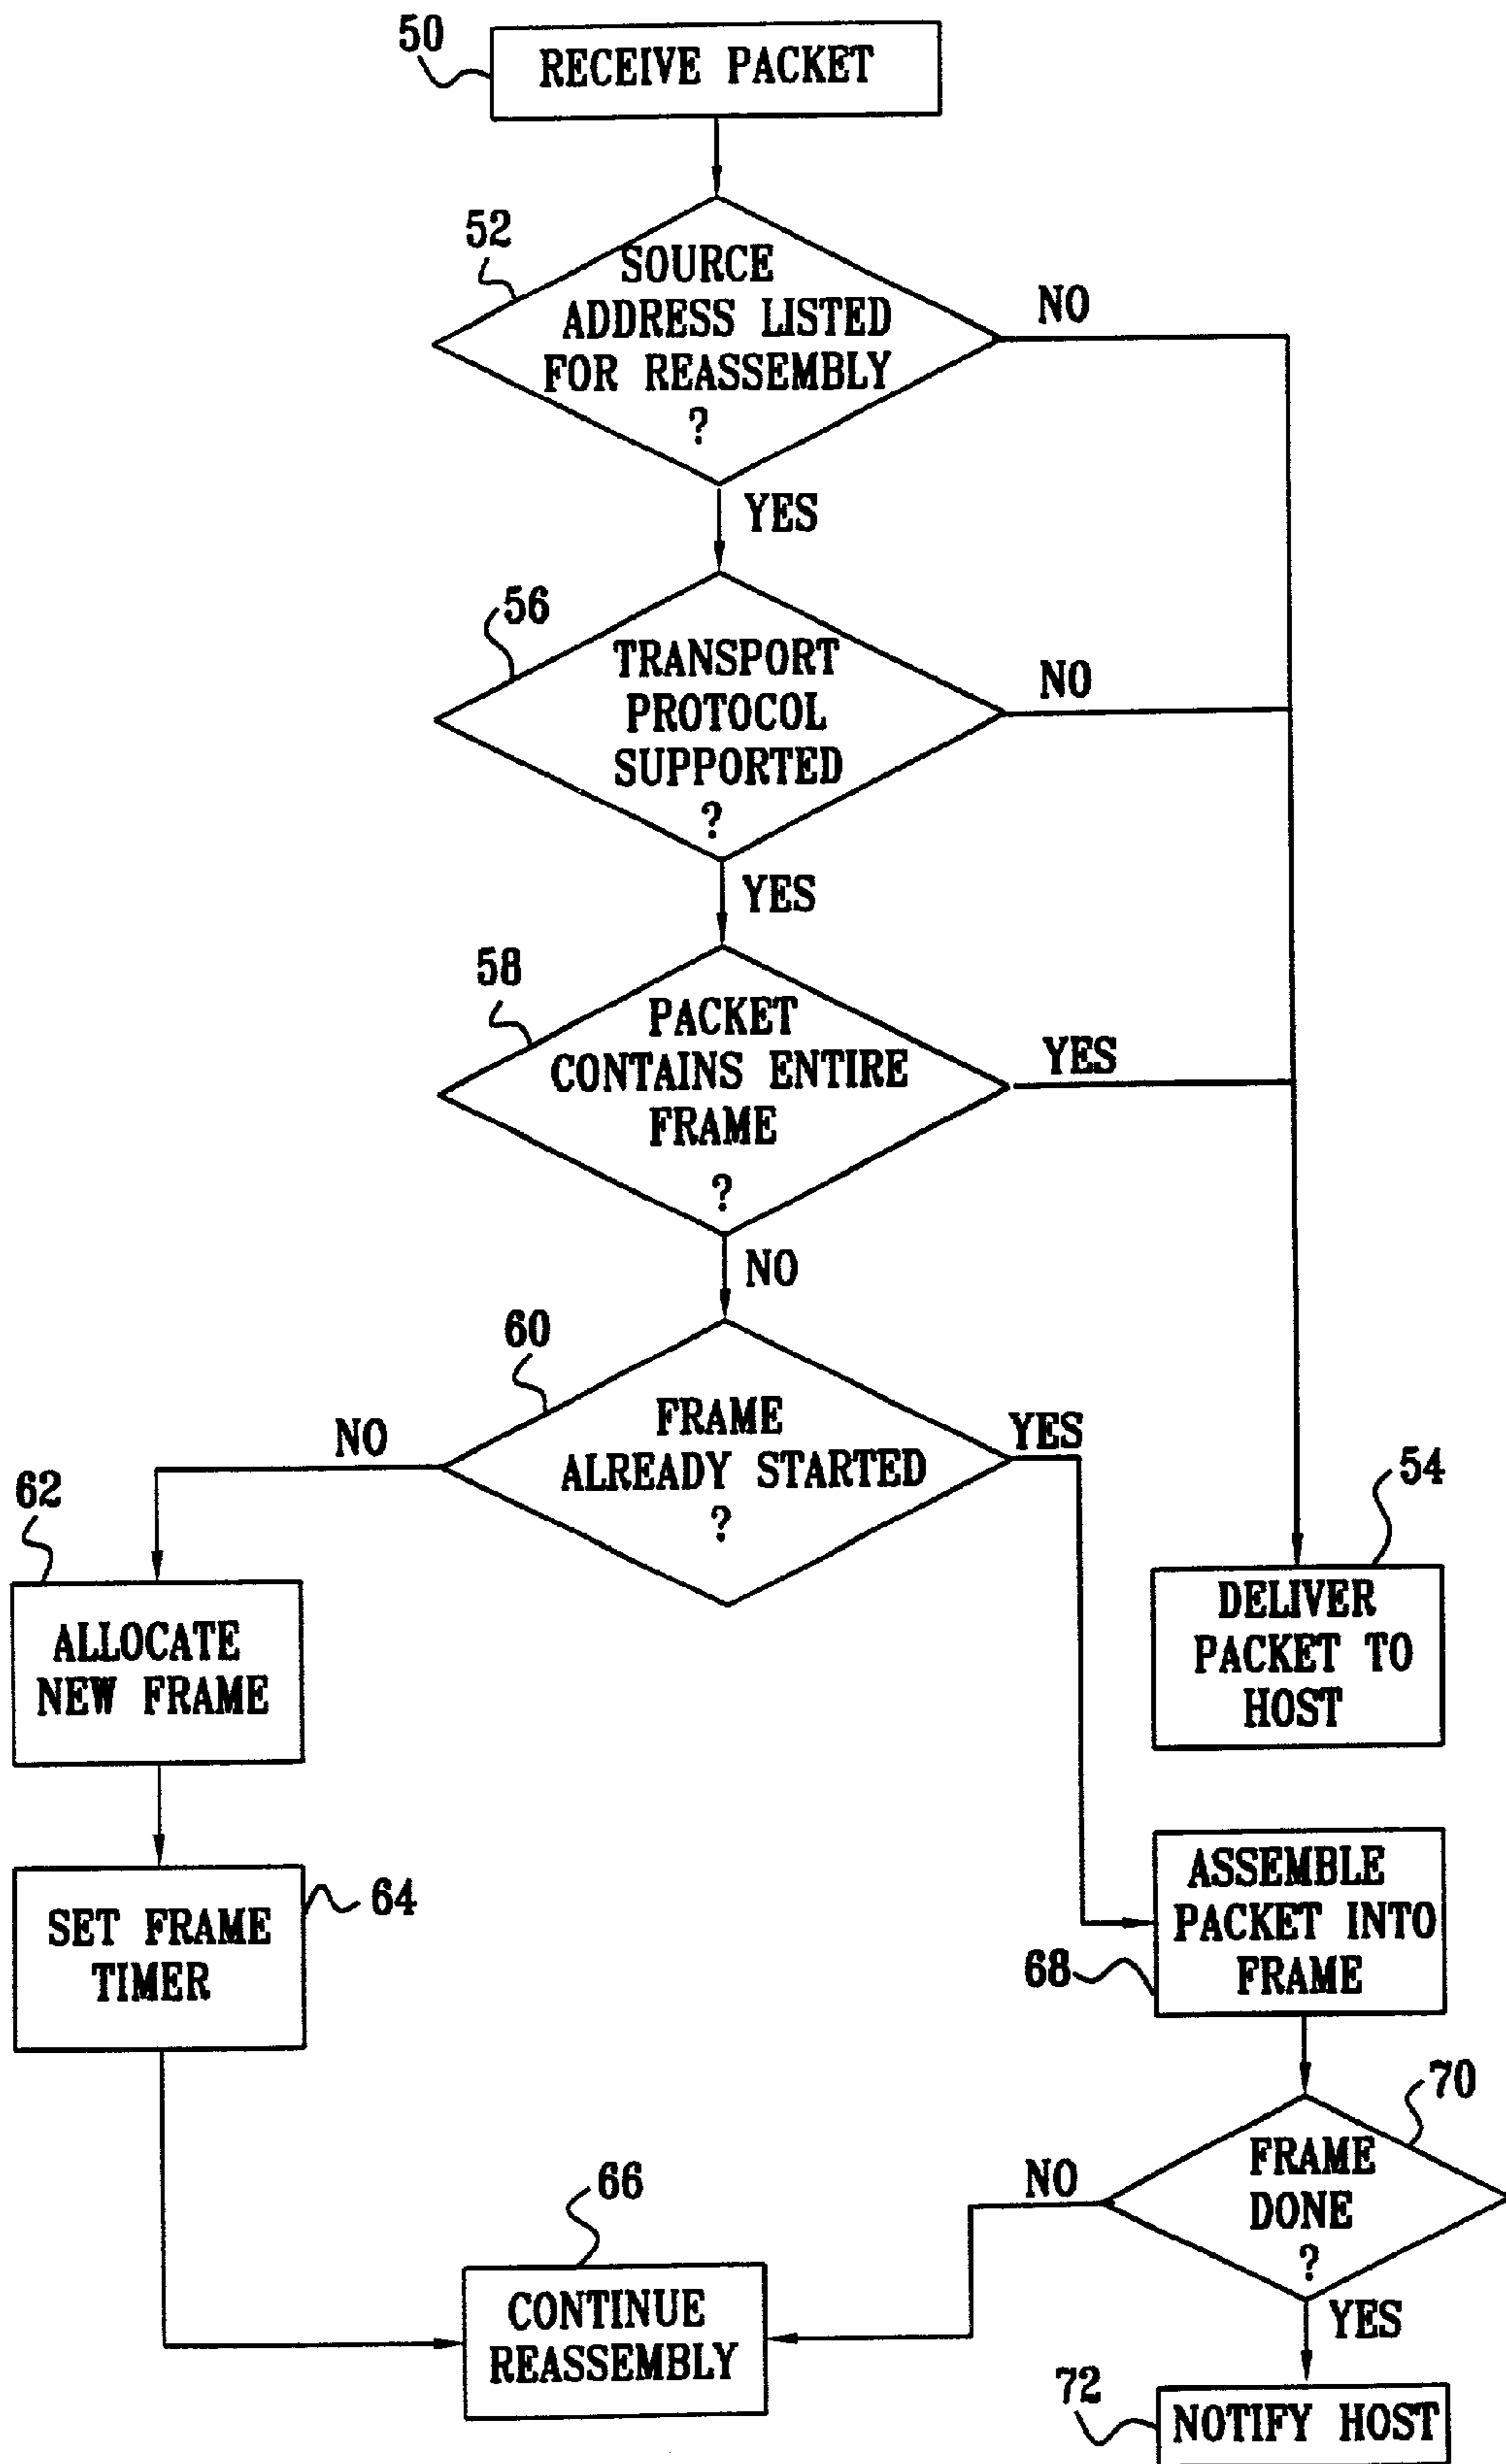 50
RECEIVE PACKET
52
SOURCE
ADDRESS LISTED
FOR REASSEMBLY
?
NO
YES
56
TRANSPORT
PROTOCOL
SUPPORTED
?
NO
YES
58
PACKET
CONTAINS ENTIRE
FRAME
?
YES
NO
60
FRAME
ALREADY STARTED
?
NO
YES
62
ALLOCATE
NEW FRAME
54
DELIVER
PACKET TO
HOST
SET FRAME
TIMER
64
ASSEMBLE
PACKET INTO
FRAME
68
70
FRAME
DONE
?
NO
YES
66
CONTINUE
REASSEMBLY
72
NOTIFY HOST